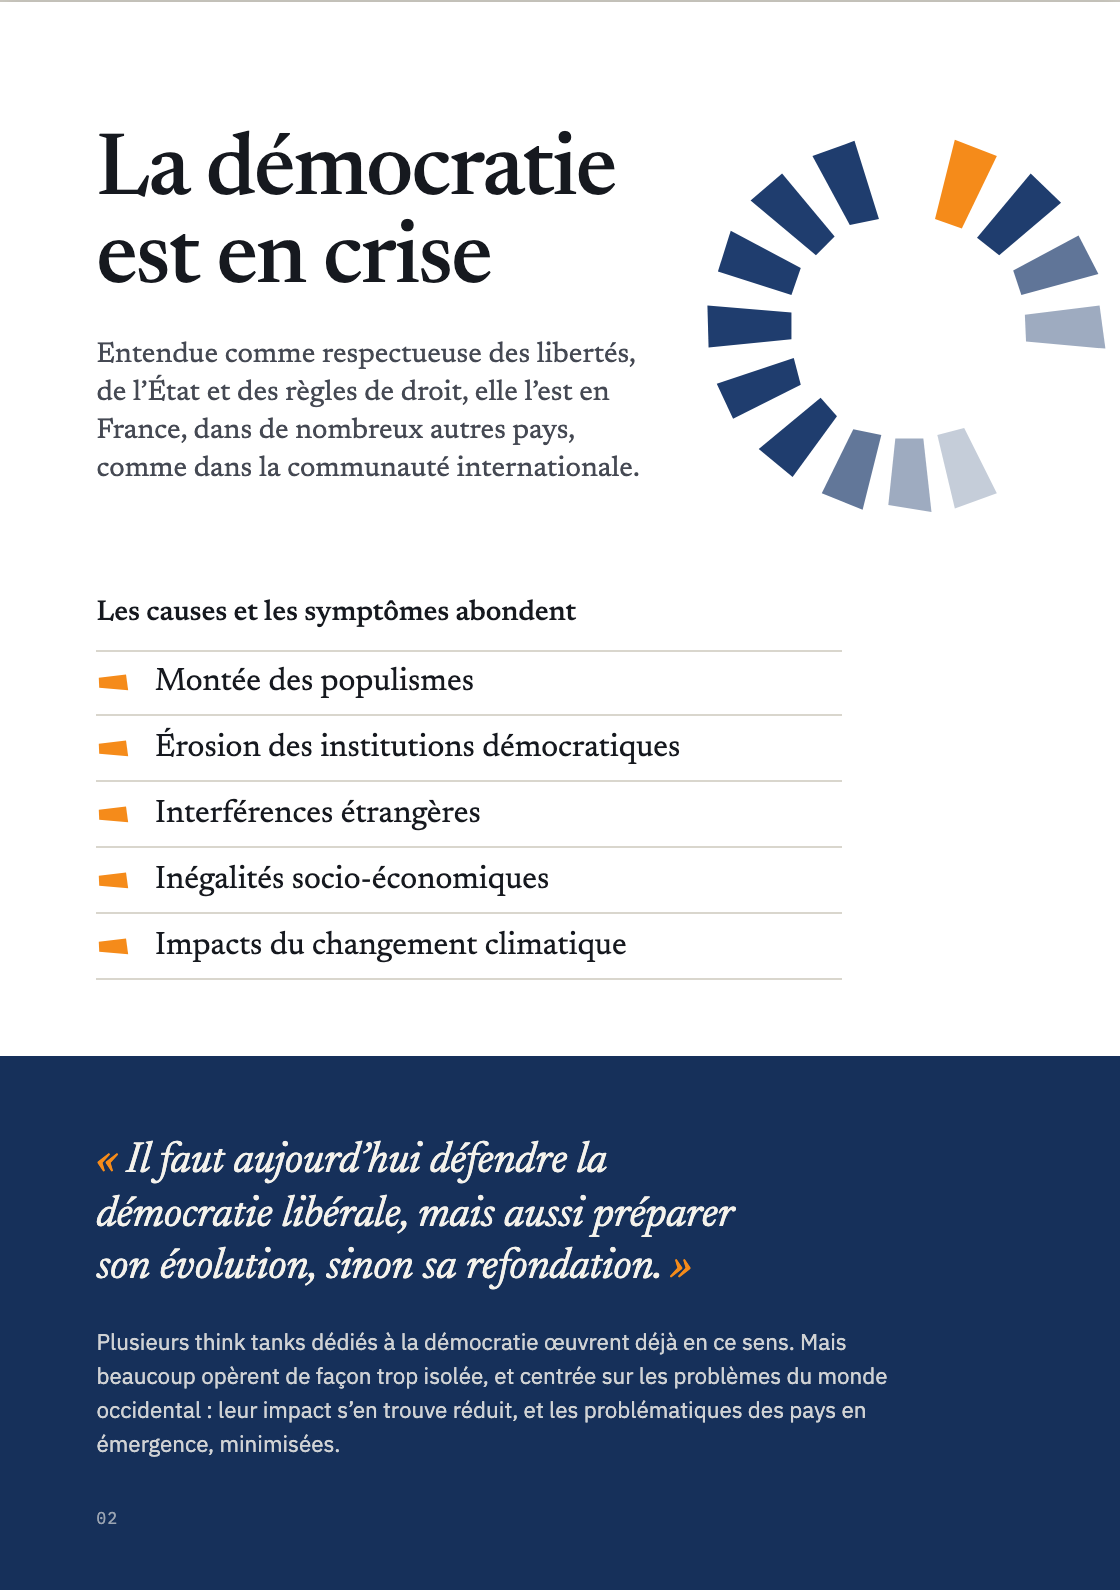 La démocratie
est en crise
Entendue comme respectueuse des libertés,
de l’État et des règles de droit, elle l’est en
France, dans de nombreux autres pays,
comme dans la communauté internationale.
Les causes et les symptômes abondent
Montée des populismes
Érosion des institutions démocratiques
Interférences étrangères
Inégalités socio-économiques
Impacts du changement climatique
« Il faut aujourd’hui défendre la
démocratie libérale, mais aussi préparer
son évolution, sinon sa refondation. »
Plusieurs think tanks dédiés à la démocratie œuvrent déjà en ce sens. Mais
beaucoup opèrent de façon trop isolée, et centrée sur les problèmes du monde
occidental : leur impact s’en trouve réduit, et les problématiques des pays en
émergence, minimisées.
02